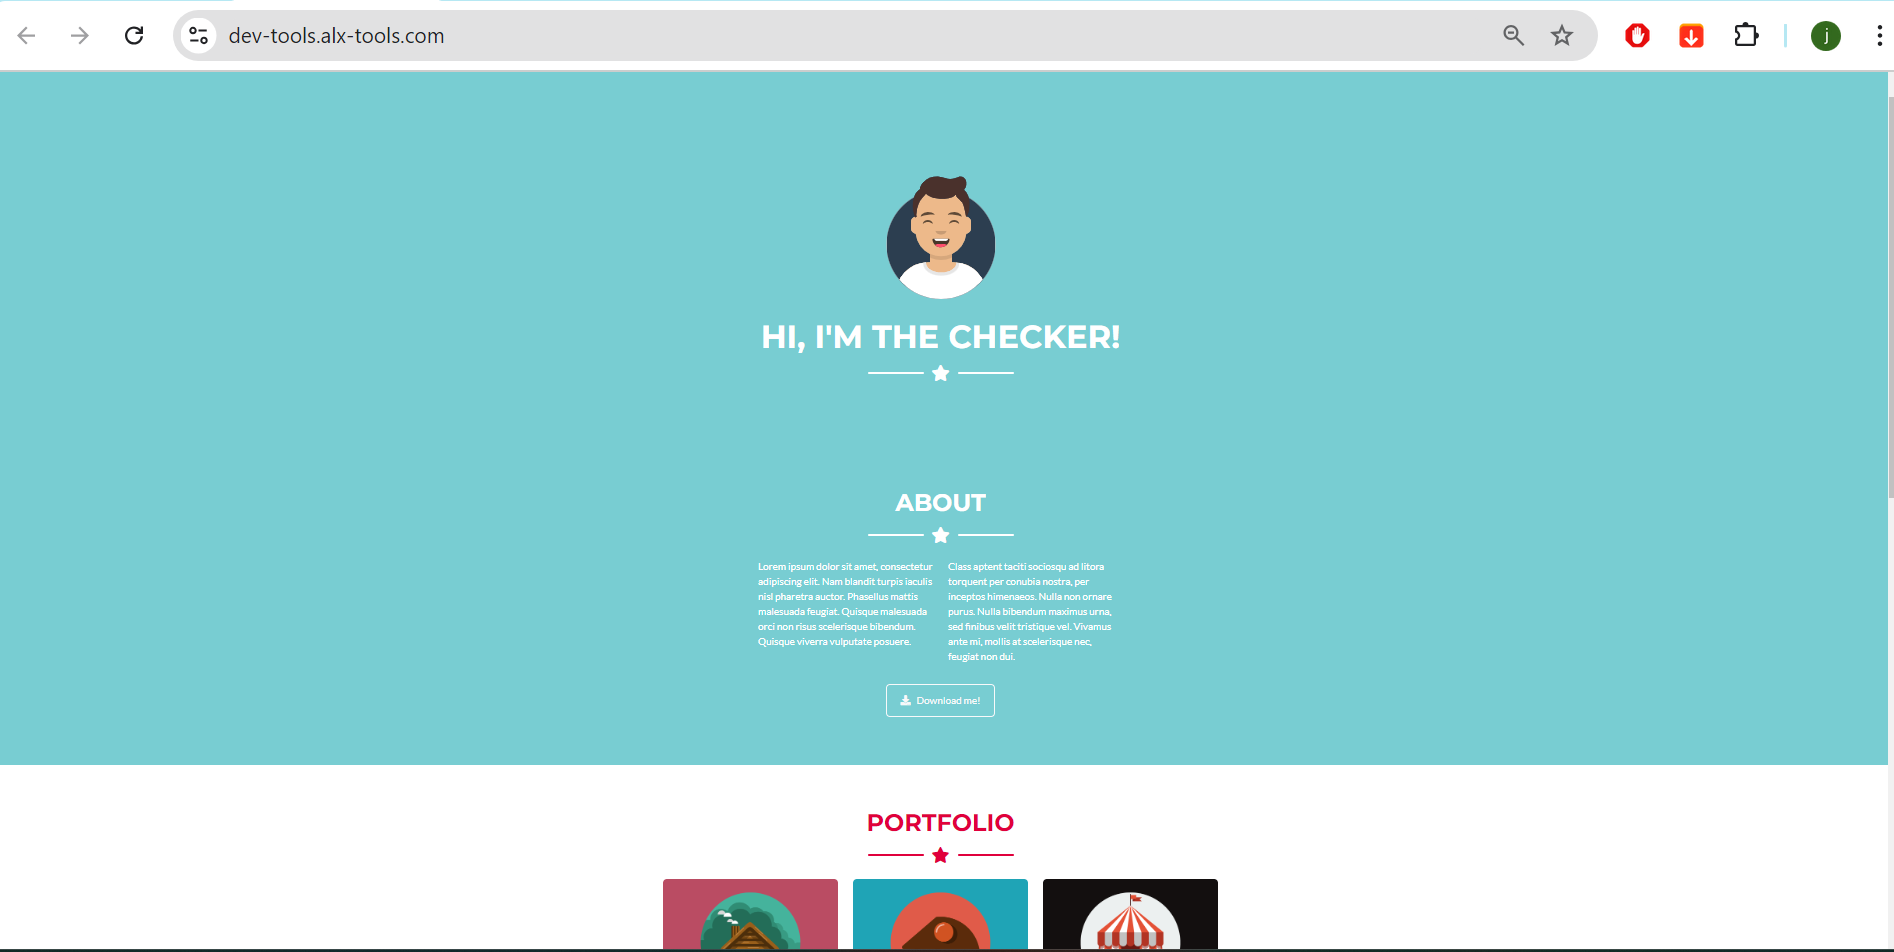 dev-tools.alx-tools.com
j
HI, I'M THE CHECKER!
ABOUT
Lorem ipsum dolor sit amet, consectetur
adipiscing elit. Nam blandit turpis iaculis
nisl pharetra auctor. Phasellus mattis
malesuada feugiat. Quisque malesuada
orci non risus scelerisque bibendum.
Quisque viverra vulputate posuere.
Class aptent taciti sociosqu ad litora
torquent per conubia nostra, per
inceptos himenaeos. Nulla non ornare
purus. Nulla bibendum maximus urna,
sed finibus velit tristique vel. Vivamus
ante mi, mollis at scelerisque nec,
feugiat non dui.
Download me!
PORTFOLIO